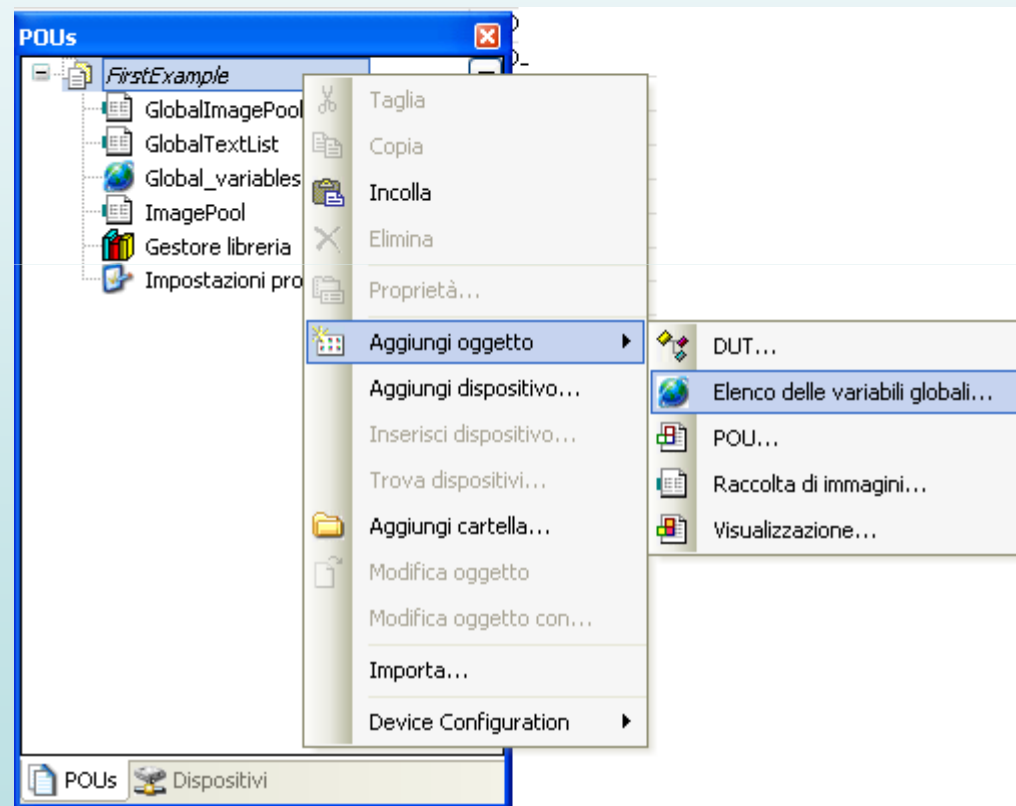 POUs
FirstExample
GlobalImagePool
GlobalTextList
Global_variables
ImagePool
Gestore libreria
Impostazioni pro
Taglia
Copia
Incolla
Elimina
Proprietà...
Aggiungi oggetto
Aggiungi dispositivo...
Inserisci dispositivo...
Trova dispositivi...
Aggiungi cartella...
Modifica oggetto
Modifica oggetto con...
Importa...
Device Configuration
DUT...
Elenco delle variabili globali...
POU...
Raccolta di immagini...
Visualizzazione...
POUs Dispositivi